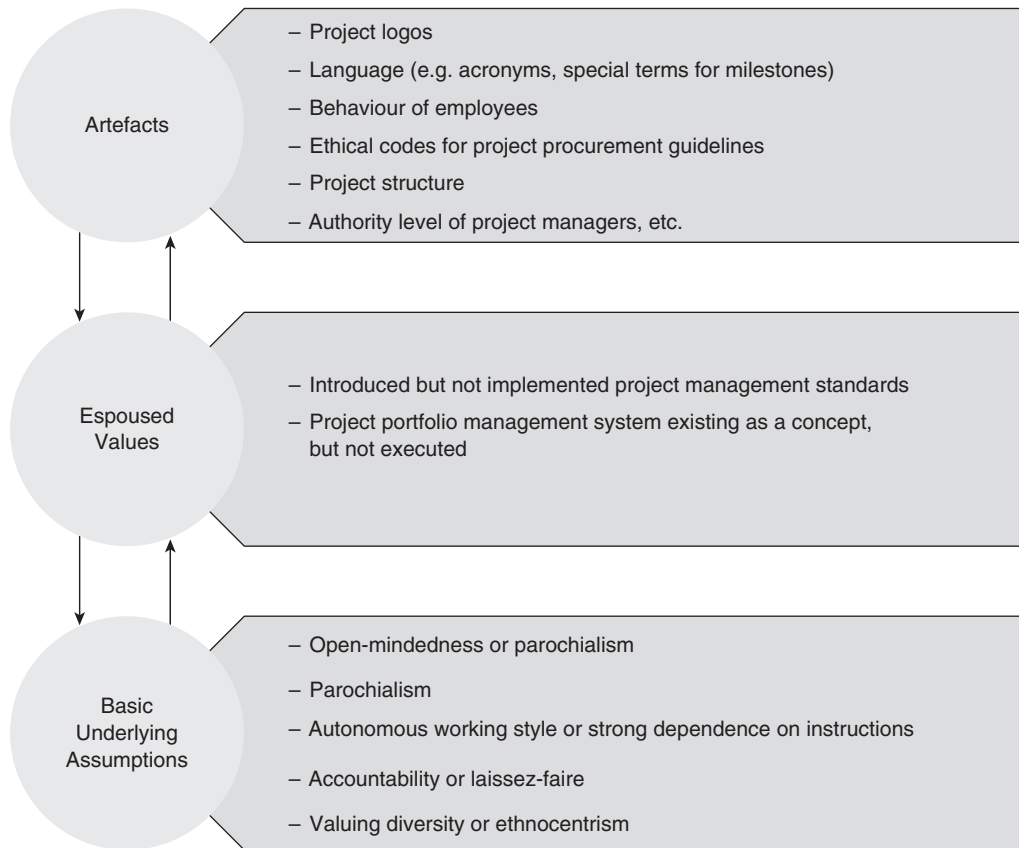 Artefacts
– Project logos
– Language (e.g. acronyms, special terms for milestones)
– Behaviour of employees
– Ethical codes for project procurement guidelines
– Project structure
– Authority level of project managers, etc.
Espoused
Values
– Introduced but not implemented project management standards
– Project portfolio management system existing as a concept,
but not executed
Basic
Underlying
Assumptions
– Open-mindedness or parochialism
– Parochialism
– Autonomous working style or strong dependence on instructions
– Accountability or laissez-faire
– Valuing diversity or ethnocentrism